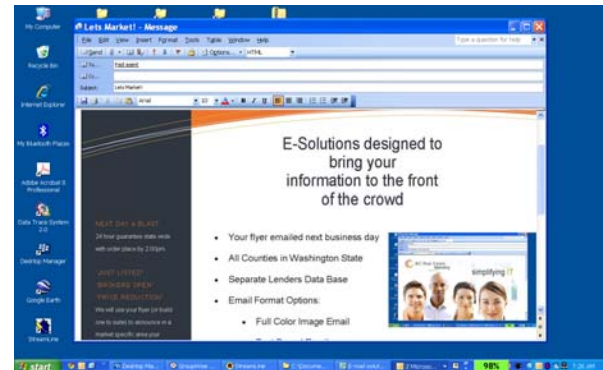 My Computer
Recycle Bin
Internet Explorer
My Bluetooth Places
Adobe Acrobat 8
Professional
Data Trace System
2.0
Desktop Manager
Google Earth
StreamLine
Lets Market! - Message
File Edit View Insert Format Tools Table Window Help
Type a question for help
Send
Options...
HTML
To...
Cc...
Subject:
Lets Market!
Arial
10
E-Solutions designed to
bring your
information to the front
of the crowd
NEXT DAY E-BLAST
24 hour guarantee data ends
with order place by 2:00pm.
'JUST LISTED'
'BROKERS OPEN'
'PRICE REDUCTION'
We will use your flyer (or build
one to suite) to announce in a
market specific area your
• Your flyer emailed next business day
• All Counties in Washington State
• Separate Lenders Data Base
• Email Format Options:
• Full Color Image Email
simplifying IT
start
StreamLine
98%